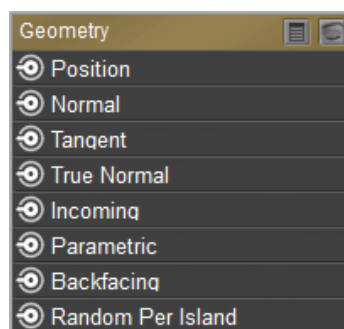 Geometry
Position
Normal
Tangent
True Normal
Incoming
Parametric
Backfacing
Random Per Island